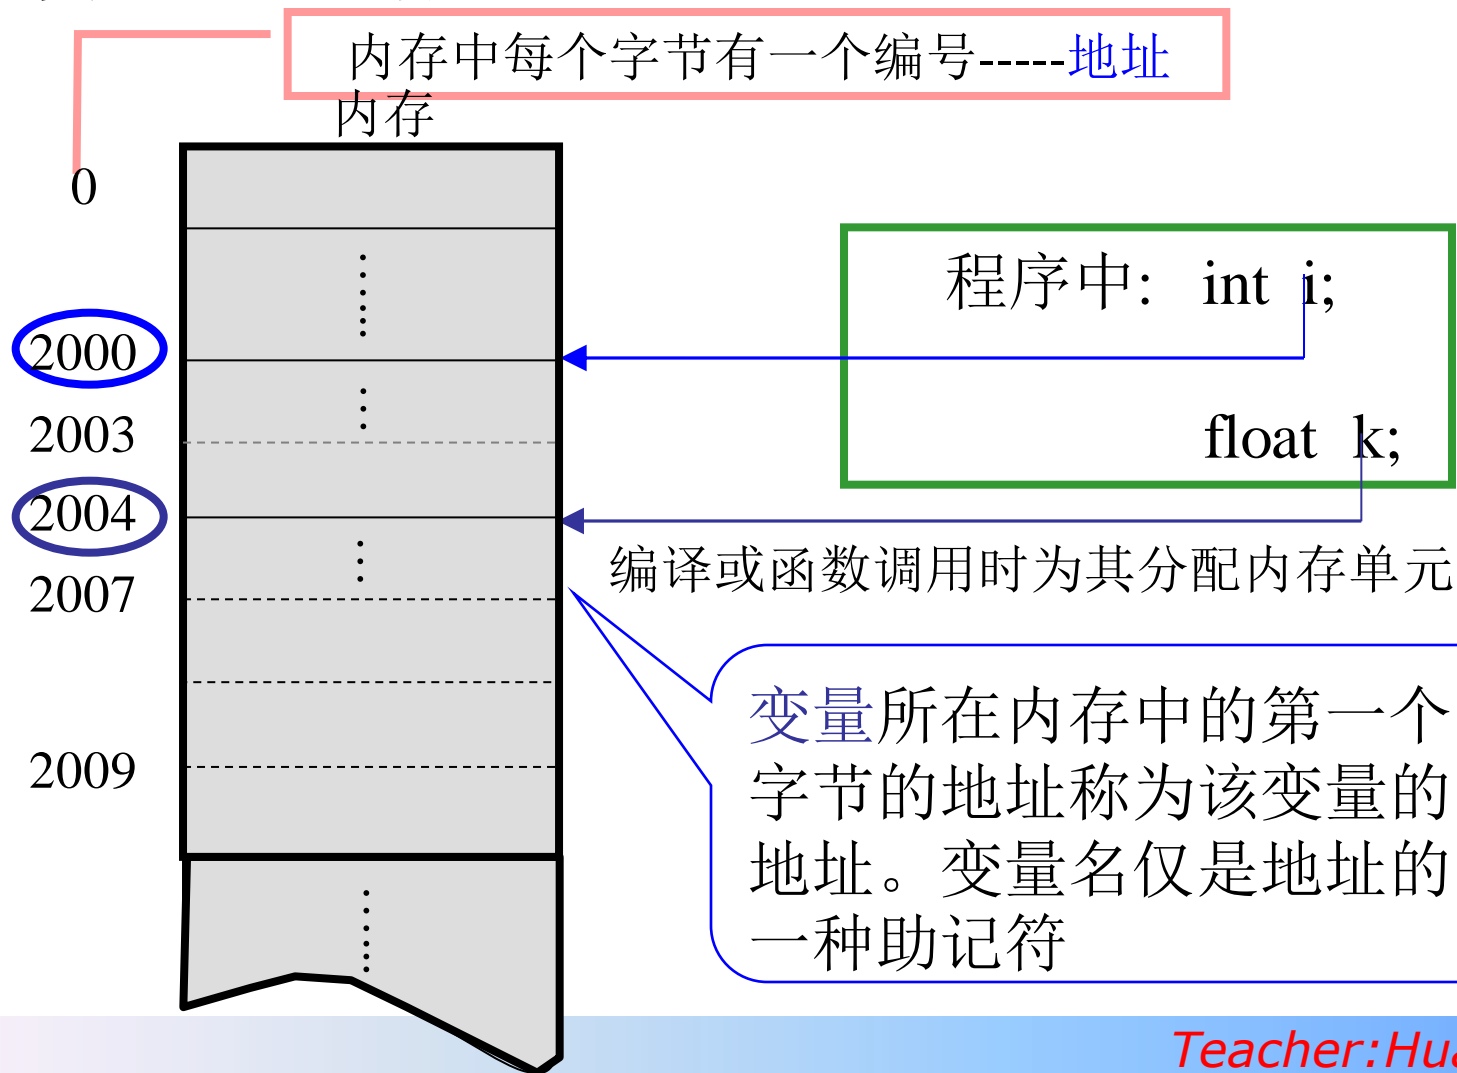 内存中每个字节有一个编号-----地址
内存
0
程序中: int i;
2000
2003
float k;
2004
编译或函数调用时为其分配内存单元
2007
变量所在内存中的第一个
字节的地址称为该变量的
2009
地址。变量名仅是地址的
一种助记符
Teacher:Hua